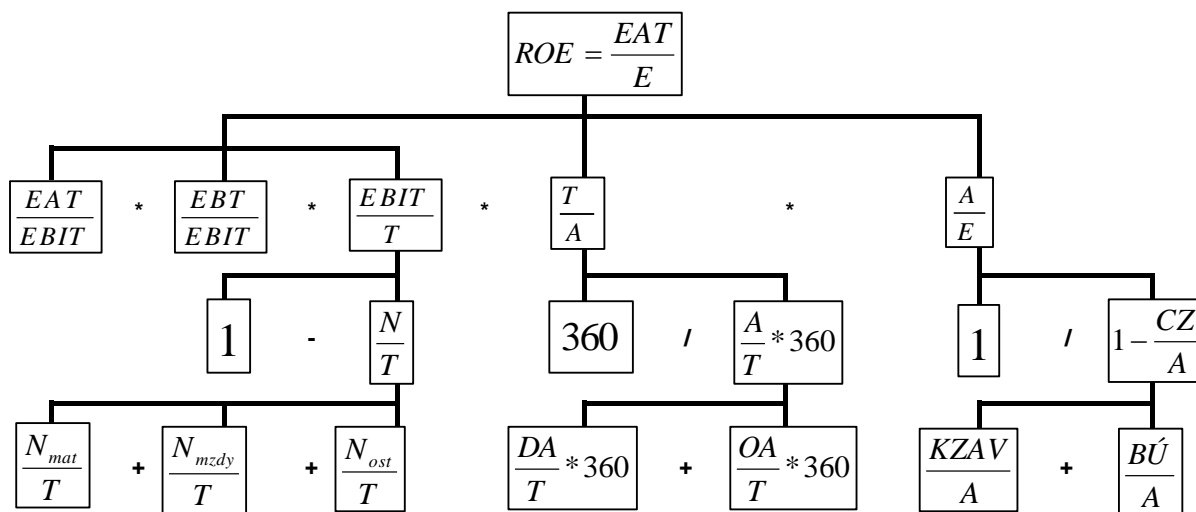 ROE = EAT / E
EAT / EBIT * EBT / EBIT * EBIT / T * T / A * A / E
1 - N / T 360 / A / T * 360 1 / 1 - CZ / A
N_mat / T + N_mzdy / T + N_ost / T DA / T * 360 + OA / T * 360 KZAV / A + BÚ / A